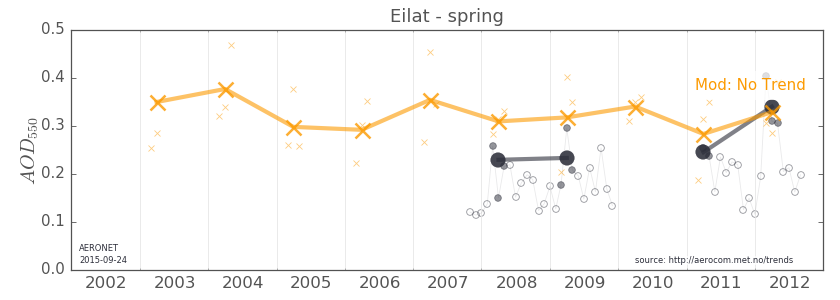 Eilat - spring
0.5
0.4
0.3
0.2
0.1
0.0
AOD550
Mod: No Trend
AERONET
2015-09-24
source: http://aerocom.met.no/trends
2002 2003 2004 2005 2006 2007 2008 2009 2010 2011 2012